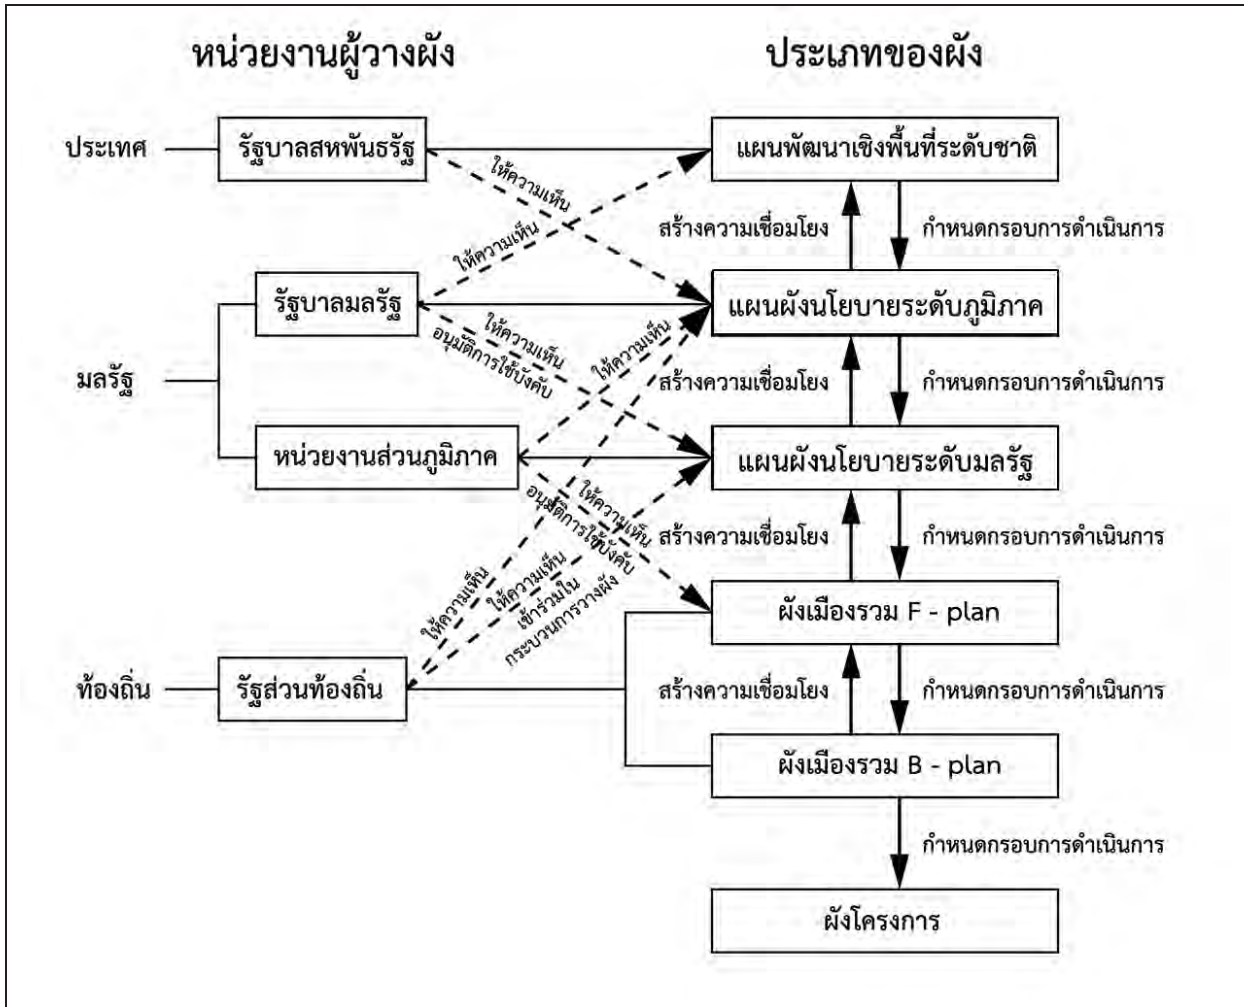 หน่วยงานผู้วางผัง
ประเภทของผัง
ประเทศ
รัฐบาลสหพันธรัฐ
แผนพัฒนาเชิงพื้นที่ระดับชาติ
ให้ความเห็น
ให้ความเห็น
สร้างความเชื่อมโยง
กำหนดกรอบการดำเนินการ
มลรัฐ
รัฐบาลมลรัฐ
แผนผังนโยบายระดับภูมิภาค
ให้ความเห็น
อนุมัติการใช้บังคับ
ให้ความเห็น
สร้างความเชื่อมโยง
กำหนดกรอบการดำเนินการ
หน่วยงานส่วนภูมิภาค
แผนผังนโยบายระดับมลรัฐ
ให้ความเห็น
อนุมัติการใช้บังคับ
สร้างความเชื่อมโยง
กำหนดกรอบการดำเนินการ
ให้ความเห็น
ให้ความเห็น
เข้าร่วมใน
กระบวนการวางผัง
ผังเมืองรวม F - plan
ท้องถิ่น
รัฐส่วนท้องถิ่น
สร้างความเชื่อมโยง
กำหนดกรอบการดำเนินการ
ผังเมืองรวม B - plan
กำหนดกรอบการดำเนินการ
ผังโครงการ